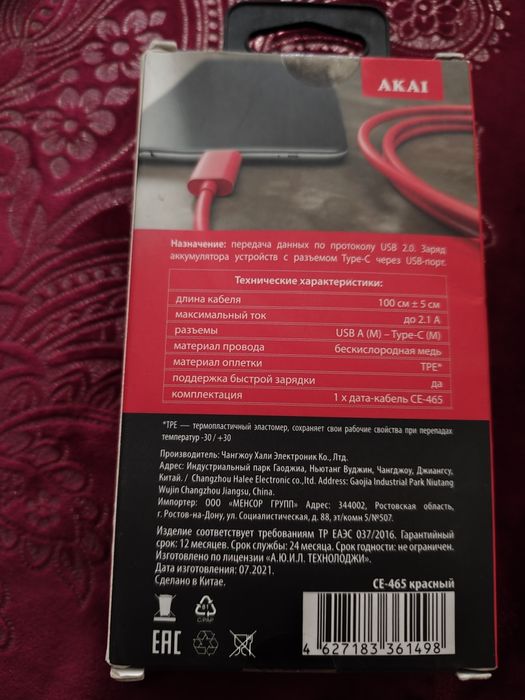 AKAI
Назначение: передача данных по протоколу USB 2.0. Заряд
аккумулятора устройств с разъемом Type-C через USB-порт.
Технические характеристики:
длина кабеля 100 см ± 5 см
максимальный ток до 2.1 А
разъемы USB A (M) – Type-C (M)
материал провода бескислородная медь
материал оплетки TPE*
поддержка быстрой зарядки да
комплектация 1 x дата-кабель CE-465
*TPE — термопластичный эластомер, сохраняет свои рабочие свойства при перепадах
температур -30 / +30
Производитель: Чангжоу Хали Электроник Ко., Лтд.
Адрес: Индустриальный парк Гаоджиа, Ньютанг Вуджин, Чангджоу, Джиангсу,
Китай. / Changzhou Halee Electronic co.,ltd. Address: Gaojia Industrial Park Niutang
Wujin Changzhou Jiangsu, China.
Импортер: ООО «МЕНСОР ГРУПП» Адрес: 344002, Ростовская область,
г. Ростов-на-Дону, ул. Социалистическая, д. 88, эт/комн 5/№507.
Изделие соответствует требованиям ТР ЕАЭС 037/2016. Гарантийный
срок: 12 месяцев. Срок службы: 24 месяца. Срок годности: не ограничен.
Изготовлено по лицензии «А.Ю.И.Л. ТЕХНОЛОДЖИ».
Дата изготовления: 07.2021.
Сделано в Китае.
CE-465 красный
81
C/PAP
EAC
4 627183 361498